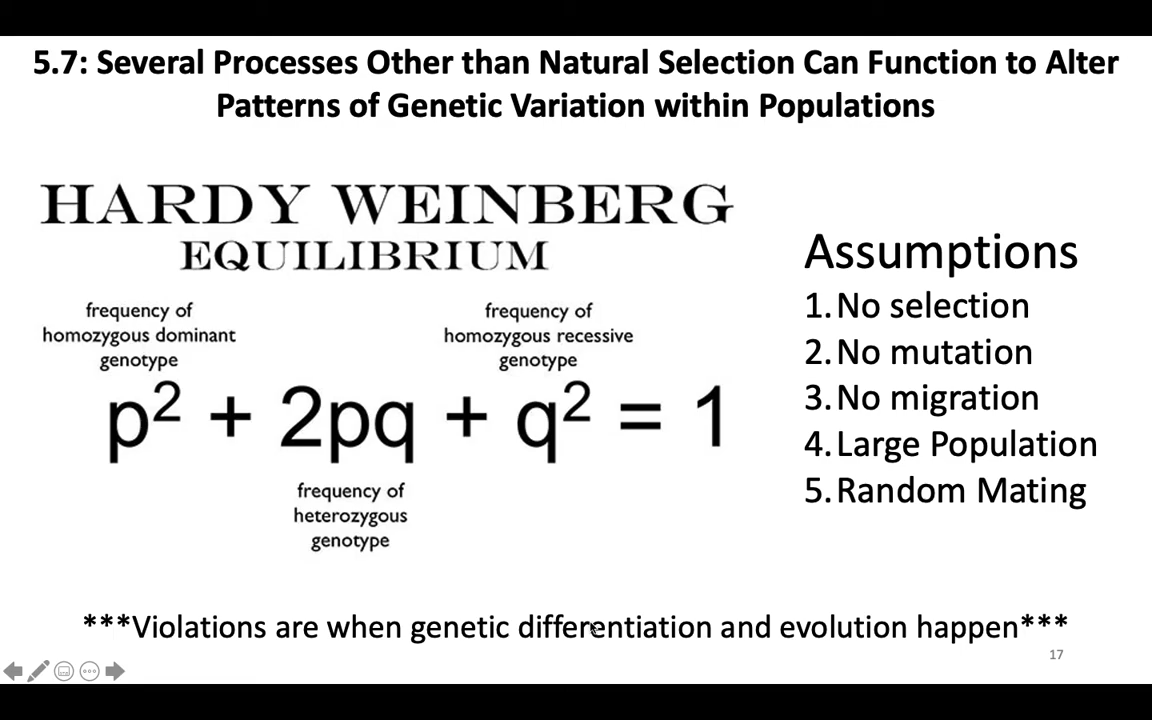 5.7: Several Processes Other than Natural Selection Can Function to Alter
Patterns of Genetic Variation within Populations
HARDY WEINBERG
EQUILIBRIUM
frequency of
homozygous dominant
genotype
frequency of
homozygous recessive
genotype
p² + 2pq + q² = 1
frequency of
heterozygous
genotype
Assumptions
1. No selection
2. No mutation
3. No migration
4. Large Population
5. Random Mating
***Violations are when genetic differentiation and evolution happen***
17